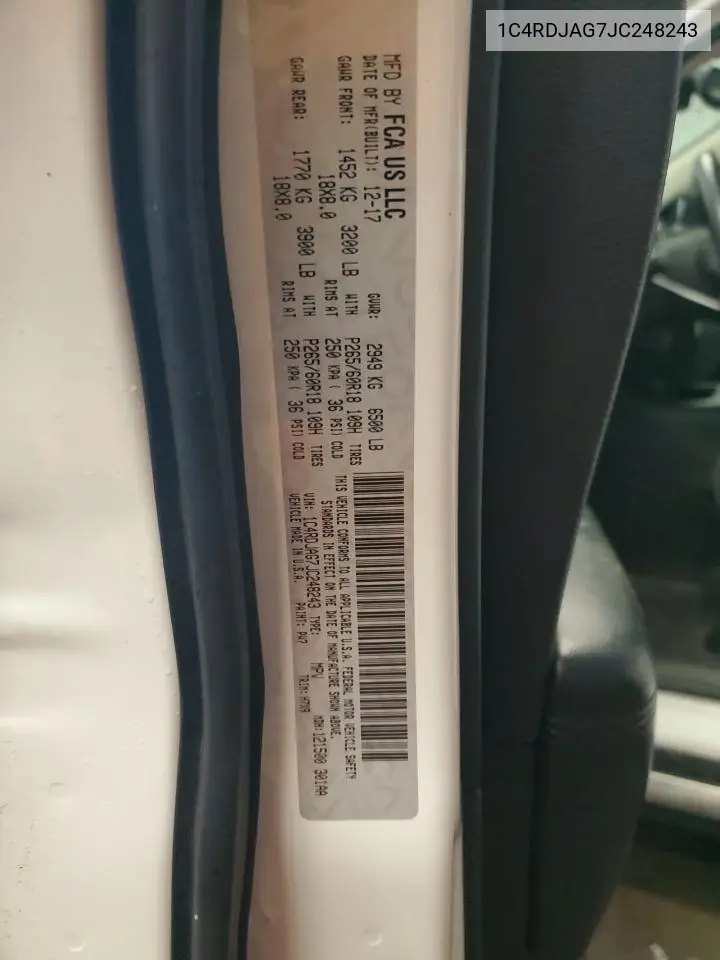 1C4RDJAG7JC248243
MFD BY FCA US LLC
DATE OF MFR(BUILT): 12-17 GVWR: 2949 KG 6500 LB
GAWR FRONT: 1452 KG 3200 LB WITH P265/60R18 109H TIRES
18X8.0 RIMS AT 250 KPA ( 36 PSI) COLD
GAWR REAR: 1770 KG 3900 LB WITH P265/60R18 109H TIRES
18X8.0 RIMS AT 250 KPA ( 36 PSI) COLD
THIS VEHICLE CONFORMS TO ALL APPLICABLE U.S.A. FEDERAL MOTOR VEHICLE SAFETY
STANDARDS IN EFFECT ON THE DATE OF MANUFACTURE SHOWN ABOVE.
VIN: 1C4RDJAG7JC248243 TYPE: MPV MDH:121500 301AA
VEHICLE MADE IN U.S.A. PAINT: PW7 TRIM:H7X9